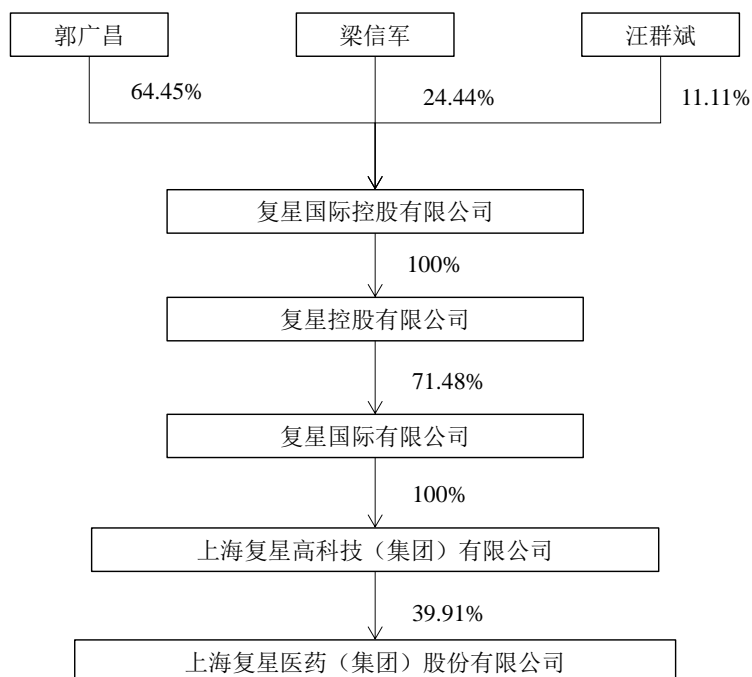 郭广昌
梁信军
汪群斌
64.45%
24.44%
11.11%
复星国际控股有限公司
100%
复星控股有限公司
71.48%
复星国际有限公司
100%
上海复星高科技（集团）有限公司
39.91%
上海复星医药（集团）股份有限公司